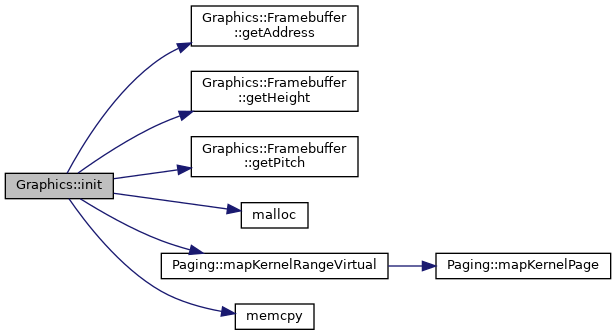 Graphics::Framebuffer
::getAddress
Graphics::Framebuffer
::getHeight
Graphics::Framebuffer
::getPitch
Graphics::init
malloc
Paging::mapKernelRangeVirtual
Paging::mapKernelPage
memcpy